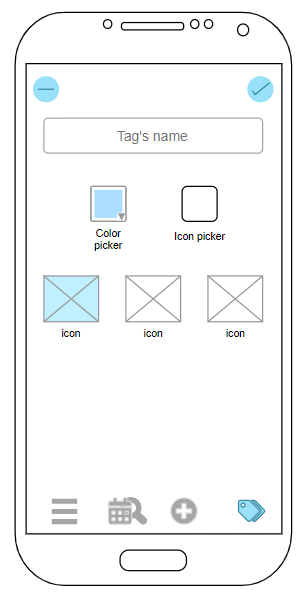 Tag's name
Color
picker
Icon picker
icon
icon
icon